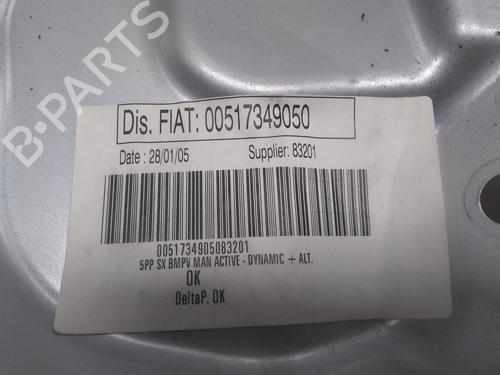 B-PARTS
Dis. FIAT: 00517349050
Date : 28/01/05 Supplier: 83201
0051734905083201
5PP SX BMPV MAN ACTIVE - DYNAMIC + ALT.
OK
DeltaP. OK